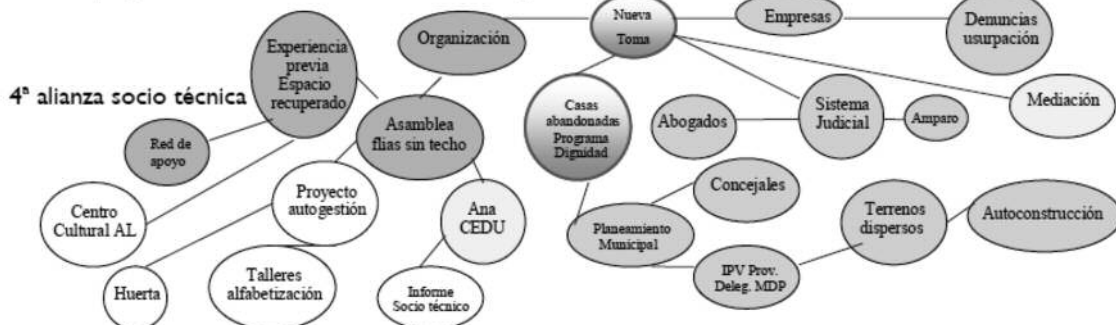 Nueva
Toma
Empresas
Denuncias
usurpación
Organización
Experiencia
previa
Espacio
recuperado
4ª alianza socio técnica
Casas
abandonadas
Programa
Dignidad
Abogados
Sistema
Judicial
Amparo
Mediación
Red de
apoyo
Asamblea
flias sin techo
Centro
Cultural AL
Proyecto
autogestión
Ana
CEDU
Concejales
Planeamiento
Municipal
Terrenos
dispersos
Autoconstrucción
Huerta
Talleres
alfabetización
Informe
Socio técnico
IPV Prov.
Deleg. MDP